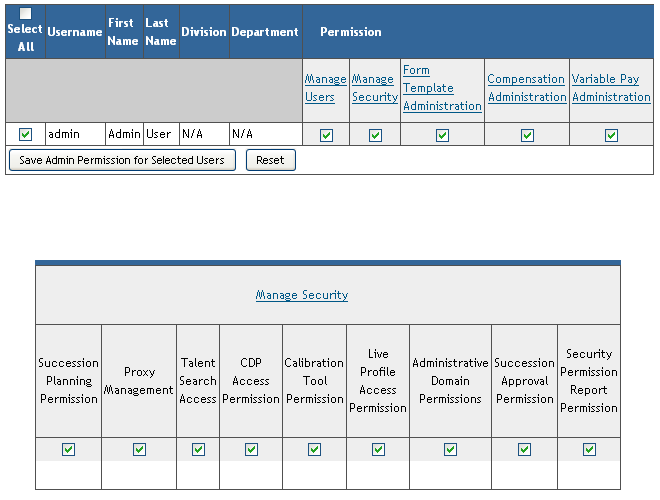 Select All
Username
First Name
Last Name
Division
Department
Permission
Manage Users
Manage Security
Form Template Administration
Compensation Administration
Variable Pay Administration
admin
Admin
User
N/A
N/A
Save Admin Permission for Selected Users
Reset
Manage Security
Succession Planning Permission
Proxy Management
Talent Search Access
CDP Access Permission
Calibration Tool Permission
Live Profile Access Permission
Administrative Domain Permissions
Succession Approval Permission
Security Permission Report Permission